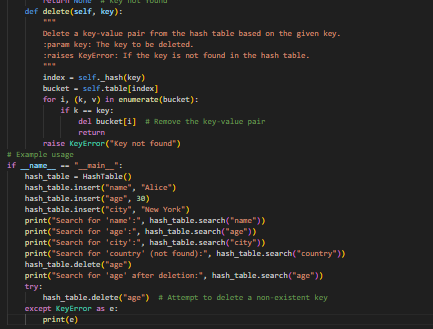 return None  # Key not found
    def delete(self, key):
        """
        Delete a key-value pair from the hash table based on the given key.
        :param key: The key to be deleted.
        :raises KeyError: If the key is not found in the hash table.
        """
        index = self._hash(key)
        bucket = self.table[index]
        for i, (k, v) in enumerate(bucket):
            if k == key:
                del bucket[i]  # Remove the key-value pair
                return
        raise KeyError("Key not found")
# Example usage
if __name__ == "__main__":
    hash_table = HashTable()
    hash_table.insert("name", "Alice")
    hash_table.insert("age", 30)
    hash_table.insert("city", "New York")
    print("Search for 'name':", hash_table.search("name"))
    print("Search for 'age':", hash_table.search("age"))
    print("Search for 'city':", hash_table.search("city"))
    print("Search for 'country' (not found):", hash_table.search("country"))
    hash_table.delete("age")
    print("Search for 'age' after deletion:", hash_table.search("age"))
    try:
        hash_table.delete("age")  # Attempt to delete a non-existent key
    except KeyError as e:
        print(e)